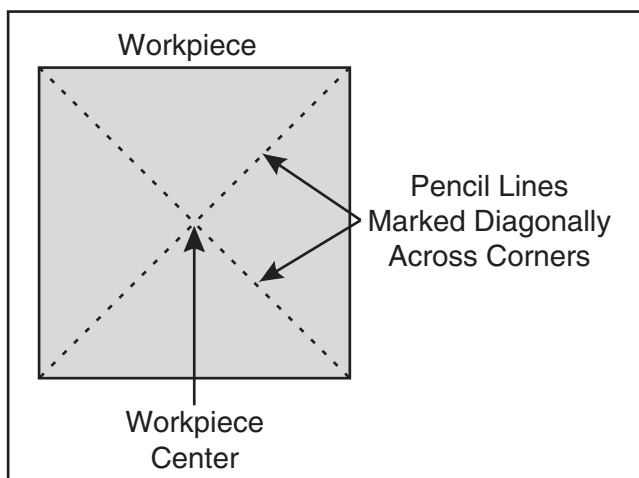 Workpiece
Pencil Lines
Marked Diagonally
Across Corners
Workpiece
Center